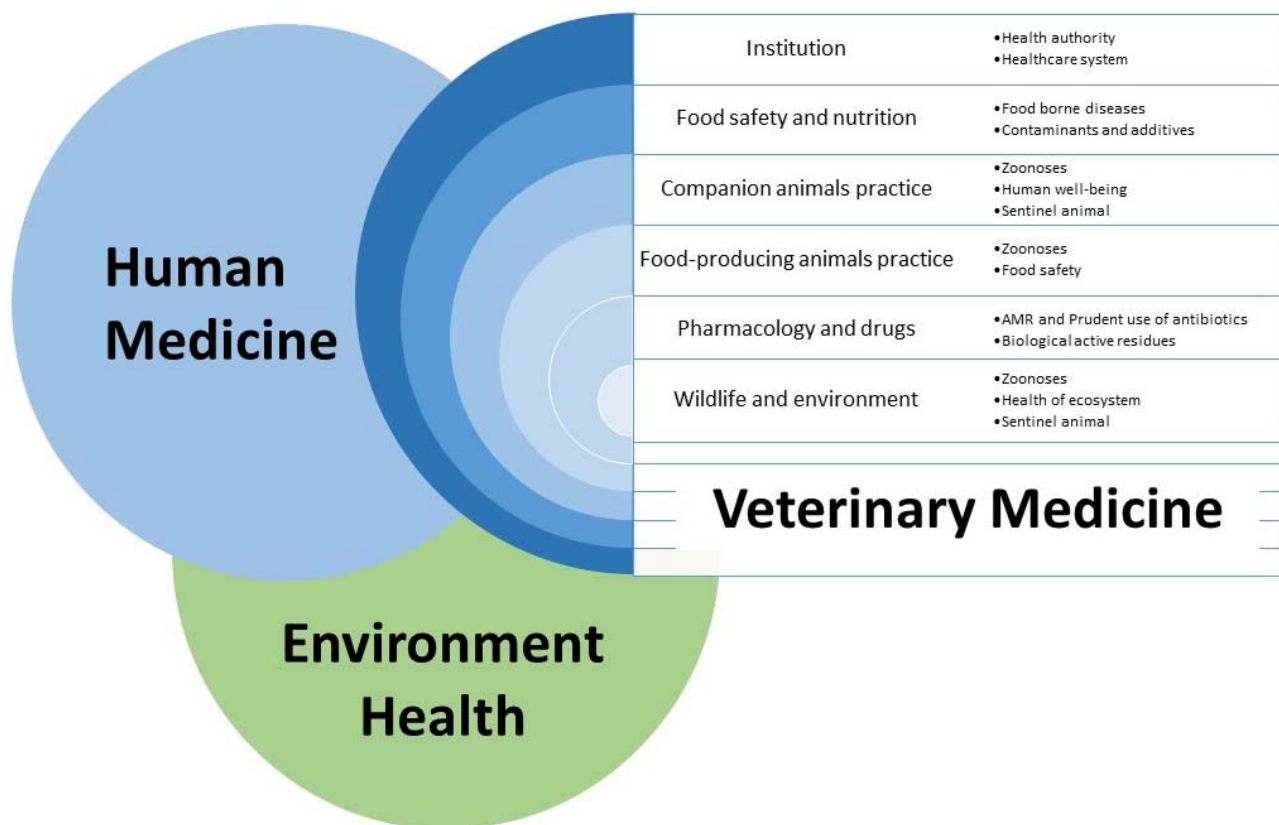 Human
Medicine
Environment
Health
Institution
•Health authority
•Healthcare system
Food safety and nutrition
•Food borne diseases
•Contaminants and additives
Companion animals practice
•Zoonoses
•Human well-being
•Sentinel animal
Food-producing animals practice
•Zoonoses
•Food safety
Pharmacology and drugs
•AMR and Prudent use of antibiotics
•Biological active residues
Wildlife and environment
•Zoonoses
•Health of ecosystem
•Sentinel animal
Veterinary Medicine